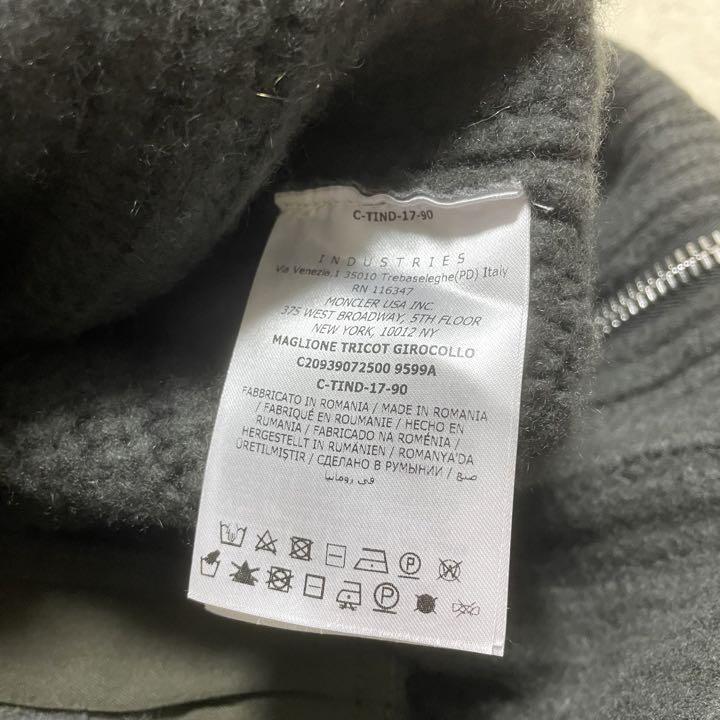 C-TIND-17-90
INDUSTRIES
Via Venezia,1 35010 Trebaseleghe(PD) Italy
RN 116347
MONCLER USA INC.
375 WEST BROADWAY, 5TH FLOOR
NEW YORK, 10012 NY
MAGLIONE TRICOT GIROCOLLO
C20939072500 9599A
C-TIND-17-90
FABBRICATO IN ROMANIA / MADE IN ROMANIA
/ FABRIQUÉ EN ROUMANIE / HECHO EN
RUMANIA / FABRICADO NA ROMÉNIA /
HERGESTELLT IN RUMÄNIEN / ROMANYA'DA
ÜRETILMIŞTIR / СДЕЛАНО В РУМЫНИИ / صنع
في رومانيا
P
W
P